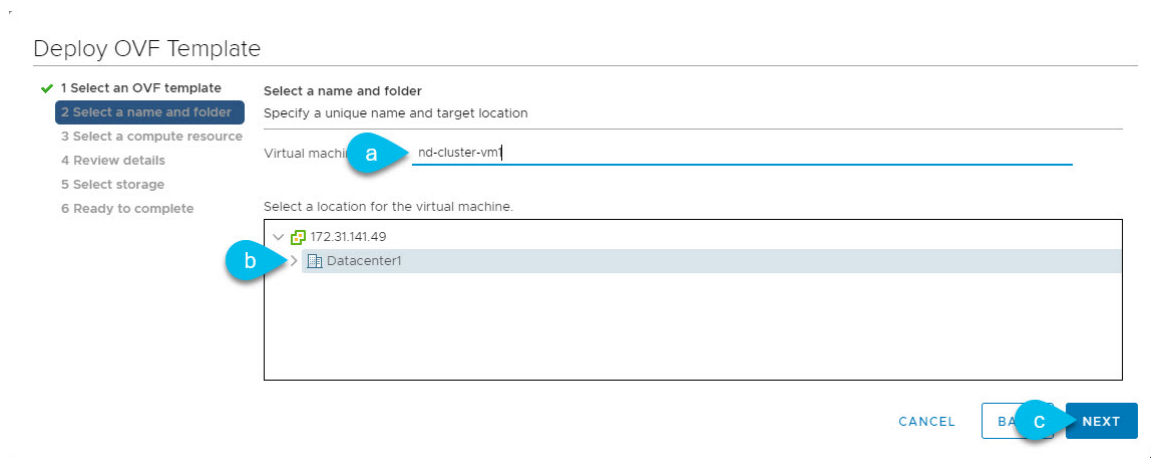 Deploy OVF Template
1 Select an OVF template
2 Select a name and folder
3 Select a compute resource
4 Review details
5 Select storage
6 Ready to complete
Select a name and folder
Specify a unique name and target location
Virtual machi a nd-cluster-vm1
Select a location for the virtual machine.
172.31.141.49
b Datacenter1
CANCEL BA c NEXT